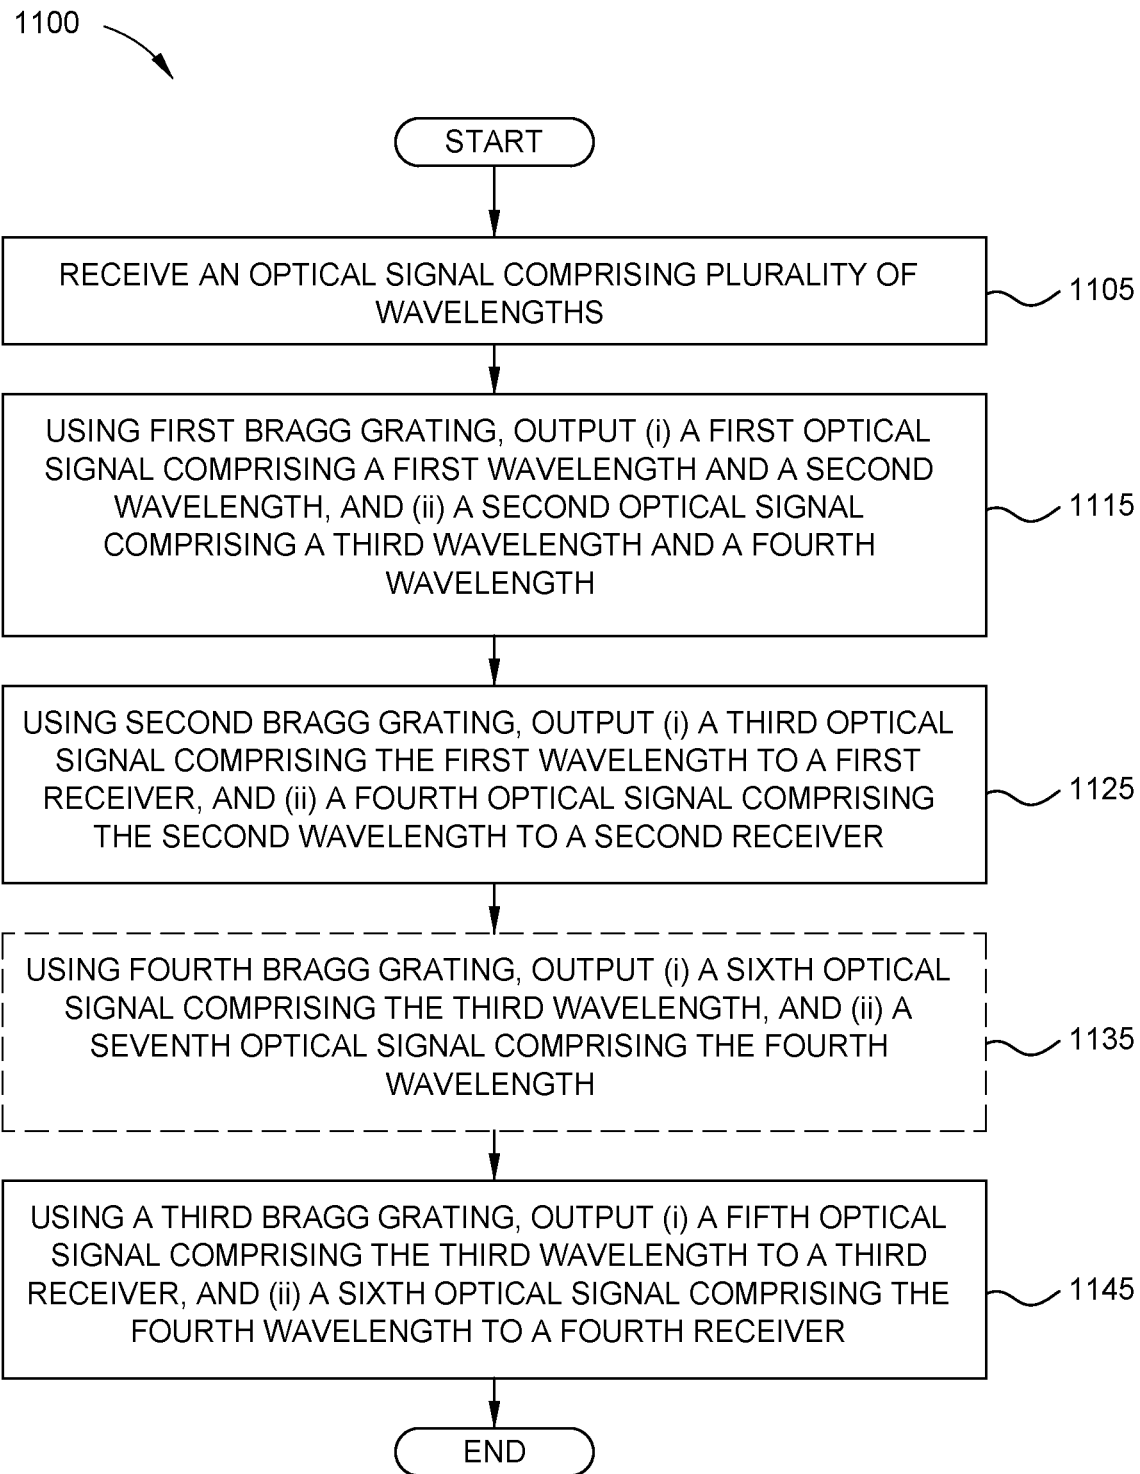 1100
START
RECEIVE AN OPTICAL SIGNAL COMPRISING PLURALITY OF
WAVELENGTHS
1105
USING FIRST BRAGG GRATING, OUTPUT (i) A FIRST OPTICAL
SIGNAL COMPRISING A FIRST WAVELENGTH AND A SECOND
WAVELENGTH, AND (ii) A SECOND OPTICAL SIGNAL
COMPRISING A THIRD WAVELENGTH AND A FOURTH
WAVELENGTH
1115
USING SECOND BRAGG GRATING, OUTPUT (i) A THIRD OPTICAL
SIGNAL COMPRISING THE FIRST WAVELENGTH TO A FIRST
RECEIVER, AND (ii) A FOURTH OPTICAL SIGNAL COMPRISING
THE SECOND WAVELENGTH TO A SECOND RECEIVER
1125
USING FOURTH BRAGG GRATING, OUTPUT (i) A SIXTH OPTICAL
SIGNAL COMPRISING THE THIRD WAVELENGTH, AND (ii) A
SEVENTH OPTICAL SIGNAL COMPRISING THE FOURTH
WAVELENGTH
1135
USING A THIRD BRAGG GRATING, OUTPUT (i) A FIFTH OPTICAL
SIGNAL COMPRISING THE THIRD WAVELENGTH TO A THIRD
RECEIVER, AND (ii) A SIXTH OPTICAL SIGNAL COMPRISING THE
FOURTH WAVELENGTH TO A FOURTH RECEIVER
1145
END